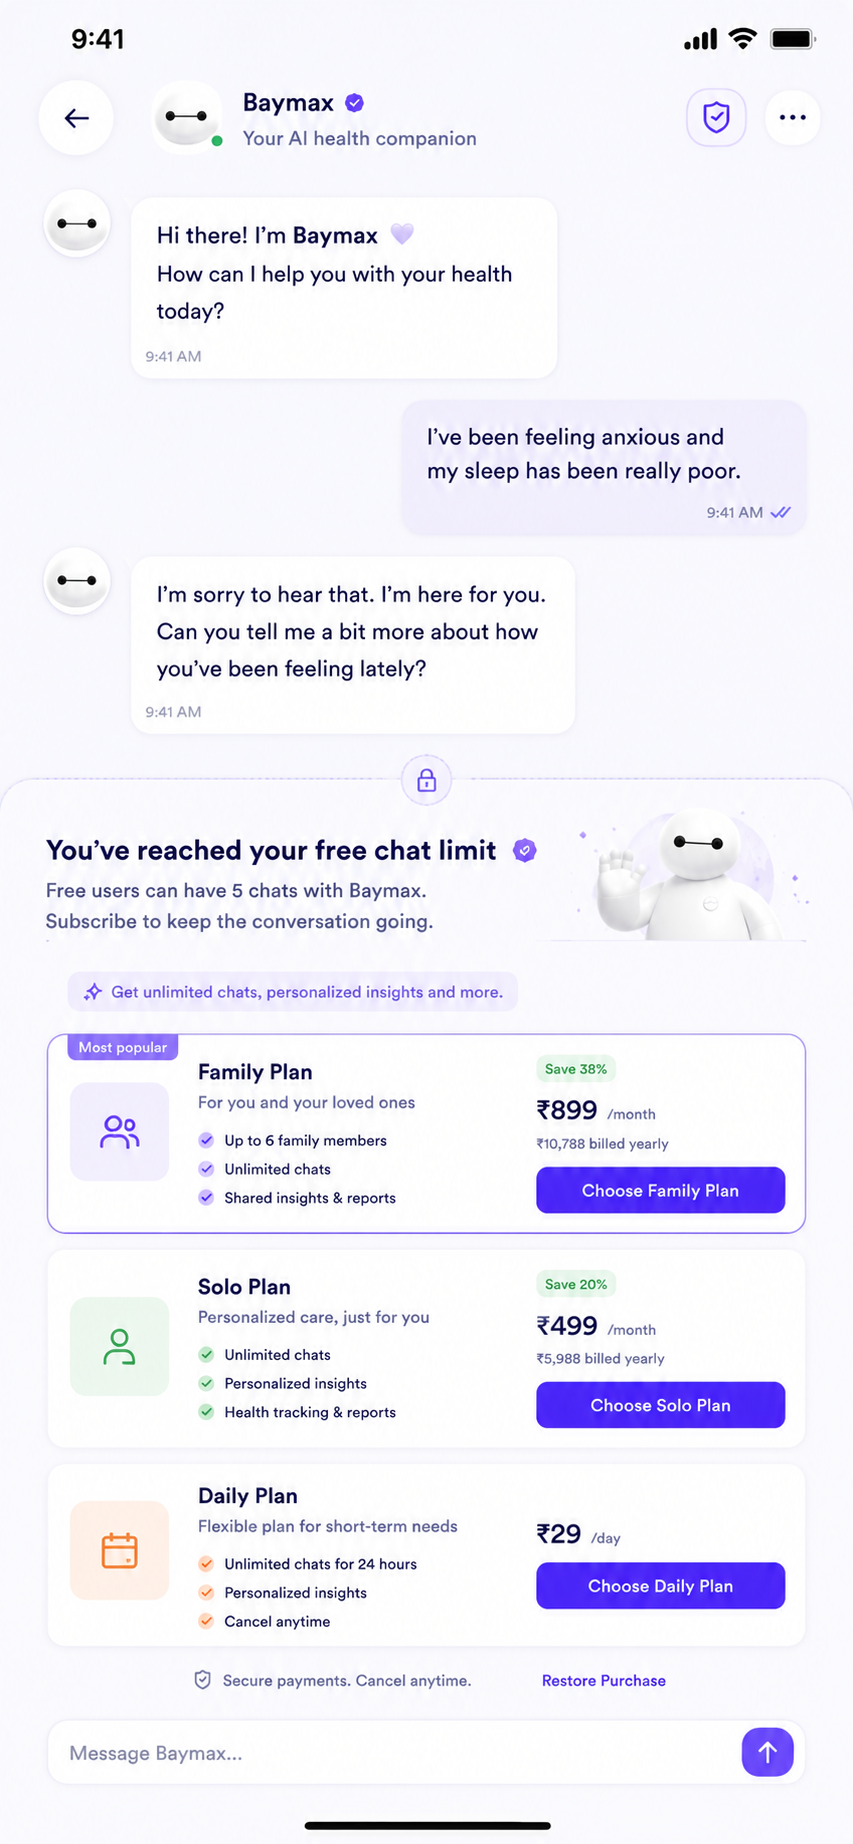 9:41
Baymax
Your AI health companion
Hi there! I’m Baymax 💜
How can I help you with your health
today?
9:41 AM
I’ve been feeling anxious and
my sleep has been really poor.
9:41 AM
I’m sorry to hear that. I’m here for you.
Can you tell me a bit more about how
you’ve been feeling lately?
9:41 AM
You’ve reached your free chat limit
Free users can have 5 chats with Baymax.
Subscribe to keep the conversation going.
Get unlimited chats, personalized insights and more.
Most popular
Family Plan
For you and your loved ones
Up to 6 family members
Unlimited chats
Shared insights & reports
Save 38%
₹899 /month
₹10,788 billed yearly
Choose Family Plan
Solo Plan
Personalized care, just for you
Unlimited chats
Personalized insights
Health tracking & reports
Save 20%
₹499 /month
₹5,988 billed yearly
Choose Solo Plan
Daily Plan
Flexible plan for short-term needs
Unlimited chats for 24 hours
Personalized insights
Cancel anytime
₹29 /day
Choose Daily Plan
Secure payments. Cancel anytime.
Restore Purchase
Message Baymax...